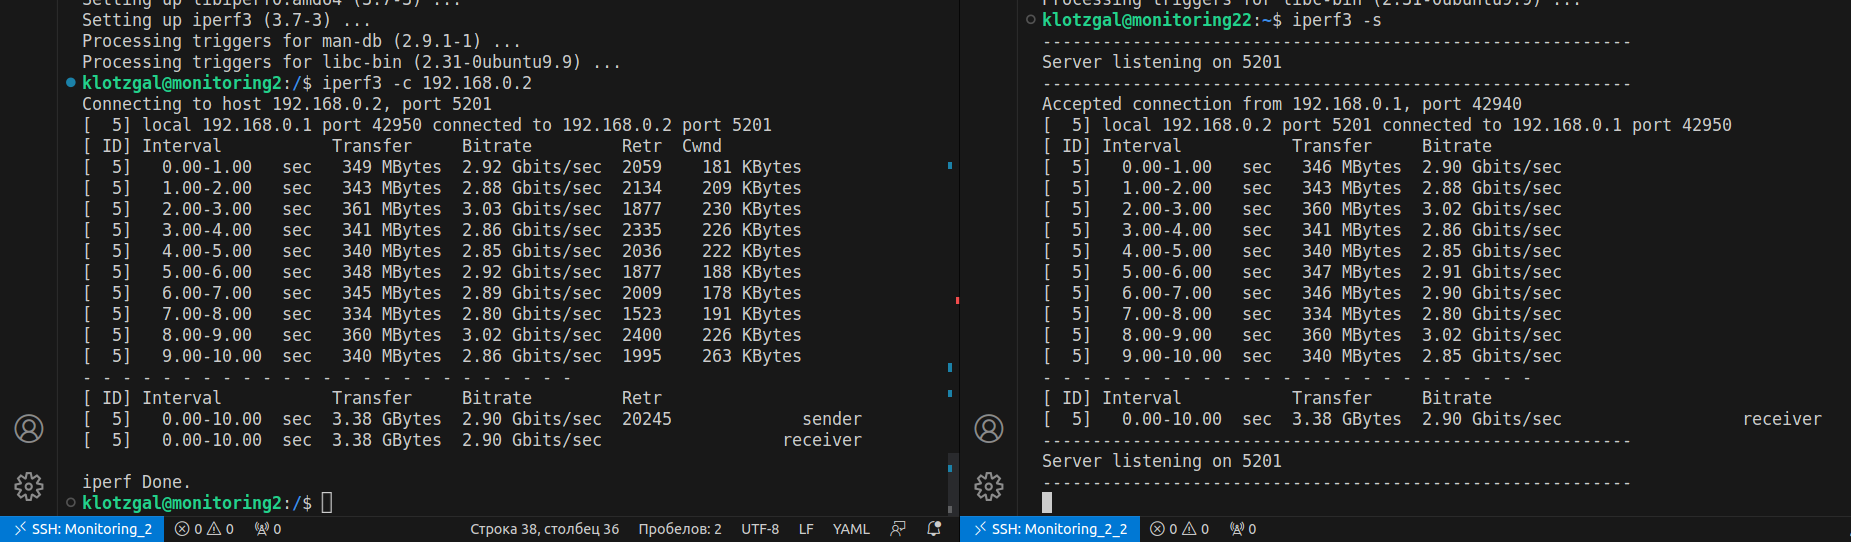 Setting up libiperf0:amd64 (3.7-3) ...
Setting up iperf3 (3.7-3) ...
Processing triggers for man-db (2.9.1-1) ...
Processing triggers for libc-bin (2.31-0ubuntu9.9) ...
klotzgal@monitoring2:/$ iperf3 -c 192.168.0.2
Connecting to host 192.168.0.2, port 5201
[  5] local 192.168.0.1 port 42950 connected to 192.168.0.2 port 5201
[ ID] Interval           Transfer     Bitrate         Retr  Cwnd
[  5]   0.00-1.00   sec   349 MBytes  2.92 Gbits/sec  2059    181 KBytes
[  5]   1.00-2.00   sec   343 MBytes  2.88 Gbits/sec  2134    209 KBytes
[  5]   2.00-3.00   sec   361 MBytes  3.03 Gbits/sec  1877    230 KBytes
[  5]   3.00-4.00   sec   341 MBytes  2.86 Gbits/sec  2335    226 KBytes
[  5]   4.00-5.00   sec   340 MBytes  2.85 Gbits/sec  2036    222 KBytes
[  5]   5.00-6.00   sec   348 MBytes  2.92 Gbits/sec  1877    188 KBytes
[  5]   6.00-7.00   sec   345 MBytes  2.89 Gbits/sec  2009    178 KBytes
[  5]   7.00-8.00   sec   334 MBytes  2.80 Gbits/sec  1523    191 KBytes
[  5]   8.00-9.00   sec   360 MBytes  3.02 Gbits/sec  2400    226 KBytes
[  5]   9.00-10.00  sec   340 MBytes  2.86 Gbits/sec  1995    263 KBytes
- - - - - - - - - - - - - - - - - - - - - - - - -
[ ID] Interval           Transfer     Bitrate         Retr
[  5]   0.00-10.00  sec  3.38 GBytes  2.90 Gbits/sec  20245             sender
[  5]   0.00-10.00  sec  3.38 GBytes  2.90 Gbits/sec                  receiver
iperf Done.
klotzgal@monitoring2:/$
SSH: Monitoring_2 0 0 0 Строка 38, столбец 36 Пробелов: 2 UTF-8 LF YAML
Processing triggers for libc-bin (2.31-0ubuntu9.9) ...
klotzgal@monitoring22:~$ iperf3 -s
-----------------------------------------------------------
Server listening on 5201
-----------------------------------------------------------
Accepted connection from 192.168.0.1, port 42940
[  5] local 192.168.0.2 port 5201 connected to 192.168.0.1 port 42950
[ ID] Interval           Transfer     Bitrate
[  5]   0.00-1.00   sec   346 MBytes  2.90 Gbits/sec
[  5]   1.00-2.00   sec   343 MBytes  2.88 Gbits/sec
[  5]   2.00-3.00   sec   360 MBytes  3.02 Gbits/sec
[  5]   3.00-4.00   sec   341 MBytes  2.86 Gbits/sec
[  5]   4.00-5.00   sec   340 MBytes  2.85 Gbits/sec
[  5]   5.00-6.00   sec   347 MBytes  2.91 Gbits/sec
[  5]   6.00-7.00   sec   346 MBytes  2.90 Gbits/sec
[  5]   7.00-8.00   sec   334 MBytes  2.80 Gbits/sec
[  5]   8.00-9.00   sec   360 MBytes  3.02 Gbits/sec
[  5]   9.00-10.00  sec   340 MBytes  2.85 Gbits/sec
- - - - - - - - - - - - - - - - - - - - - - - - -
[ ID] Interval           Transfer     Bitrate
[  5]   0.00-10.00  sec  3.38 GBytes  2.90 Gbits/sec                  receiver
-----------------------------------------------------------
Server listening on 5201
-----------------------------------------------------------
SSH: Monitoring_2_2 0 0 0